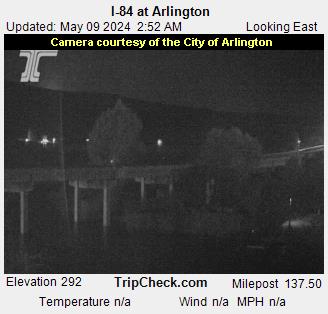 I-84 at Arlington
Updated: May 09 2024 2:52 AM Looking East
Camera courtesy of the City of Arlington
Elevation 292 TripCheck.com Milepost 137.50
Temperature n/a Wind n/a MPH n/a